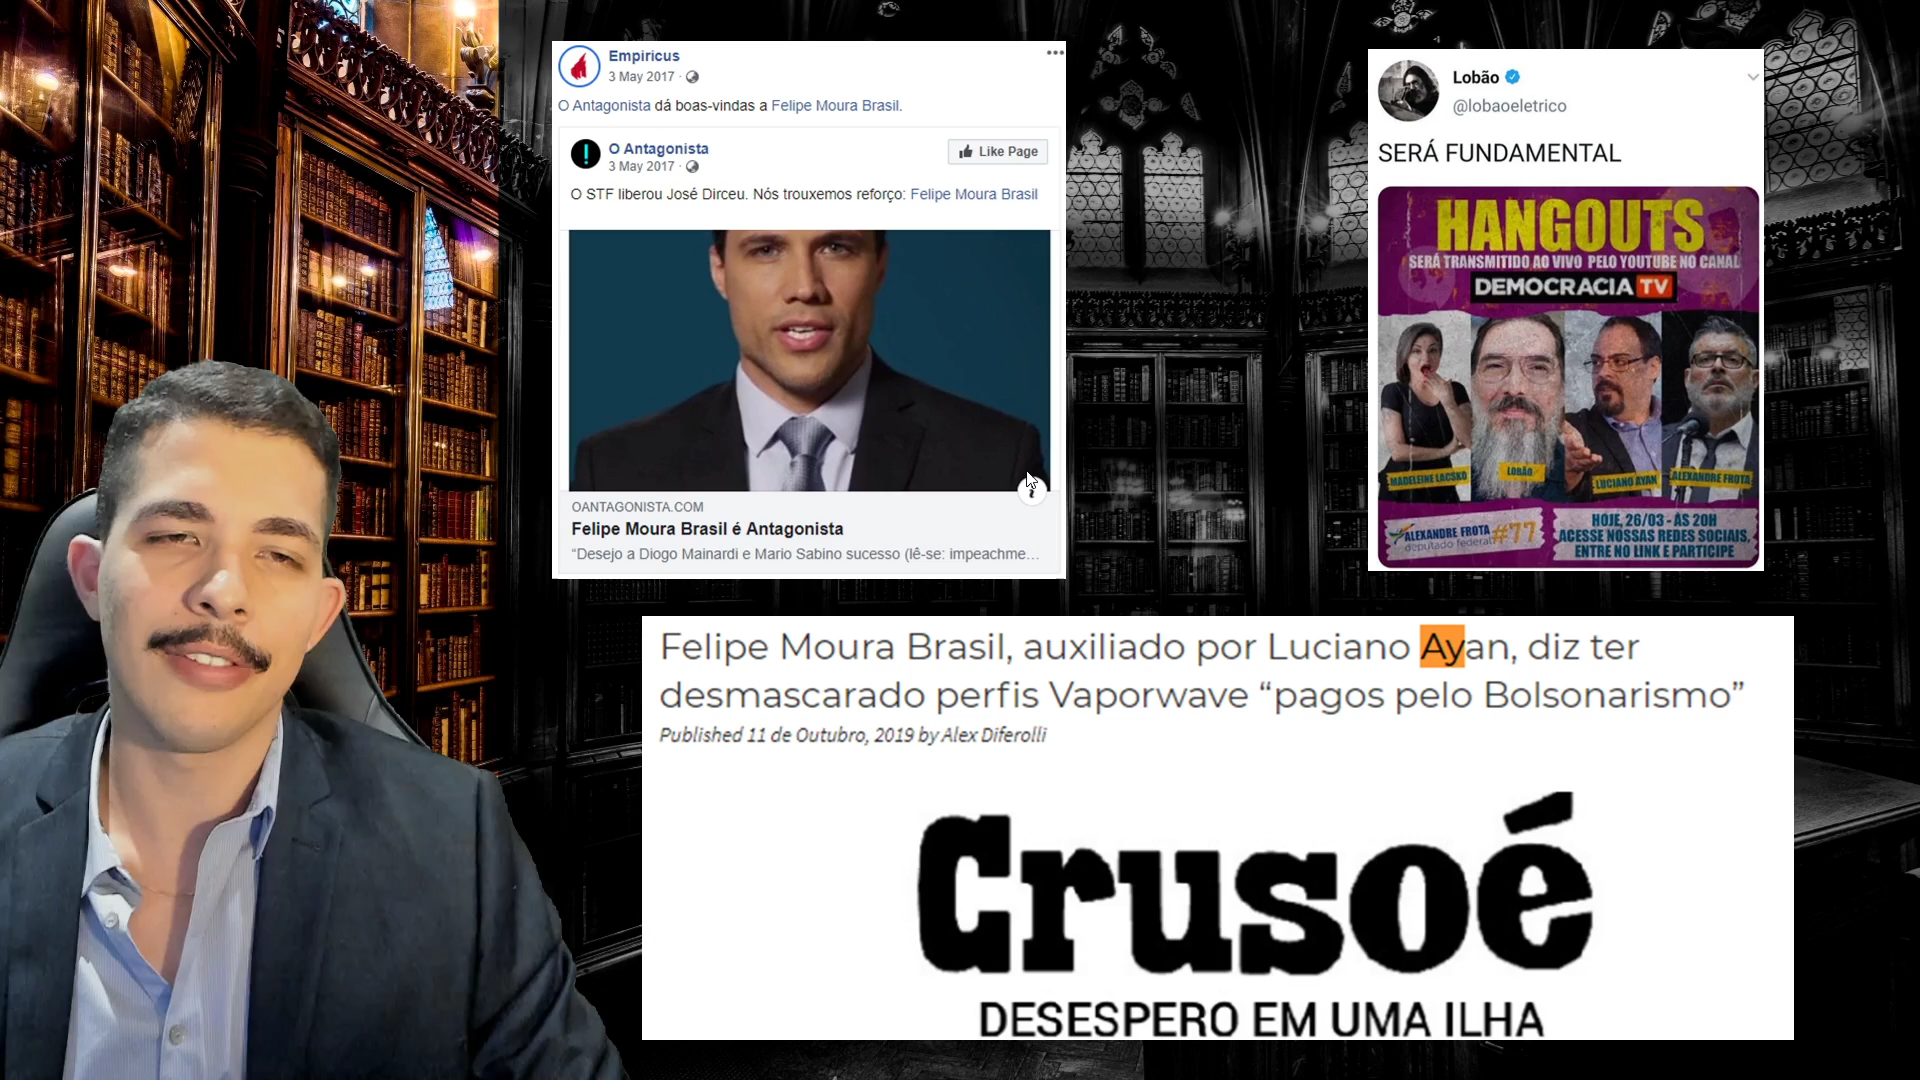 Empiricus
3 May 2017 ·
O Antagonista dá boas-vindas a Felipe Moura Brasil.
O Antagonista
3 May 2017 ·
Like Page
O STF liberou José Dirceu. Nós trouxemos reforço: Felipe Moura Brasil
OANTAGONISTA.COM
Felipe Moura Brasil é Antagonista
“Desejo a Diogo Mainardi e Mario Sabino sucesso (lê-se: impeachme...
Lobão
@lobaoeletrico
SERÁ FUNDAMENTAL
HANGOUTS
SERÁ TRANSMITIDO AO VIVO PELO YOUTUBE NO CANAL
DEMOCRACIA TV
MADELEINE LACSKO
LOBÃO
LUCIANO AYAN
ALEXANDRE FROTA
ALEXANDRE FROTA #77
deputado federal
HOJE, 26/03 - ÀS 20H
ACESSE NOSSAS REDES SOCIAIS,
ENTRE NO LINK E PARTICIPE
Felipe Moura Brasil, auxiliado por Luciano Ayan, diz ter
desmascarado perfis Vaporwave “pagos pelo Bolsonarismo”
Published 11 de Outubro, 2019 by Alex Diferolli
Crusoé
DESESPERO EM UMA ILHA